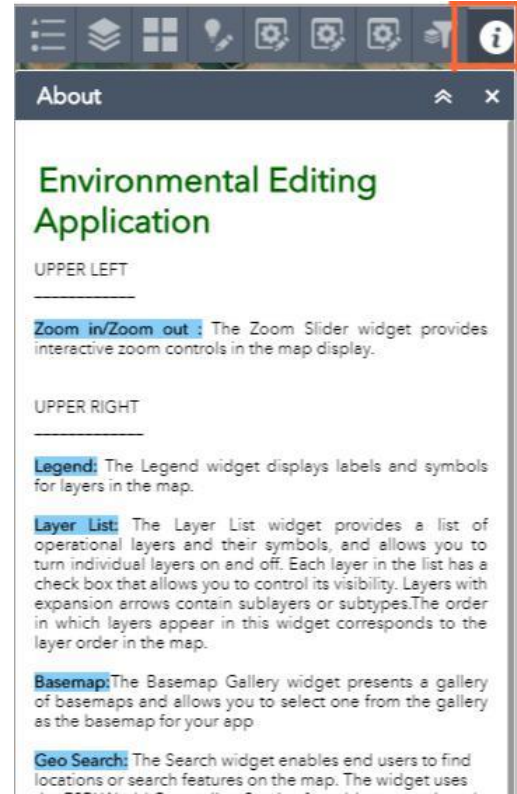 About
Environmental Editing
Application
UPPER LEFT
Zoom in/Zoom out : The Zoom Slider widget provides
interactive zoom controls in the map display.
UPPER RIGHT
Legend: The Legend widget displays labels and symbols
for layers in the map.
Layer List: The Layer List widget provides a list of
operational layers and their symbols, and allows you to
turn individual layers on and off. Each layer in the list has a
check box that allows you to control its visibility. Layers with
expansion arrows contain sublayers or subtypes.The order
in which layers appear in this widget corresponds to the
layer order in the map.
Basemap:The Basemap Gallery widget presents a gallery
of basemaps and allows you to select one from the gallery
as the basemap for your app
Geo Search: The Search widget enables end users to find
locations or search features on the map. The widget uses